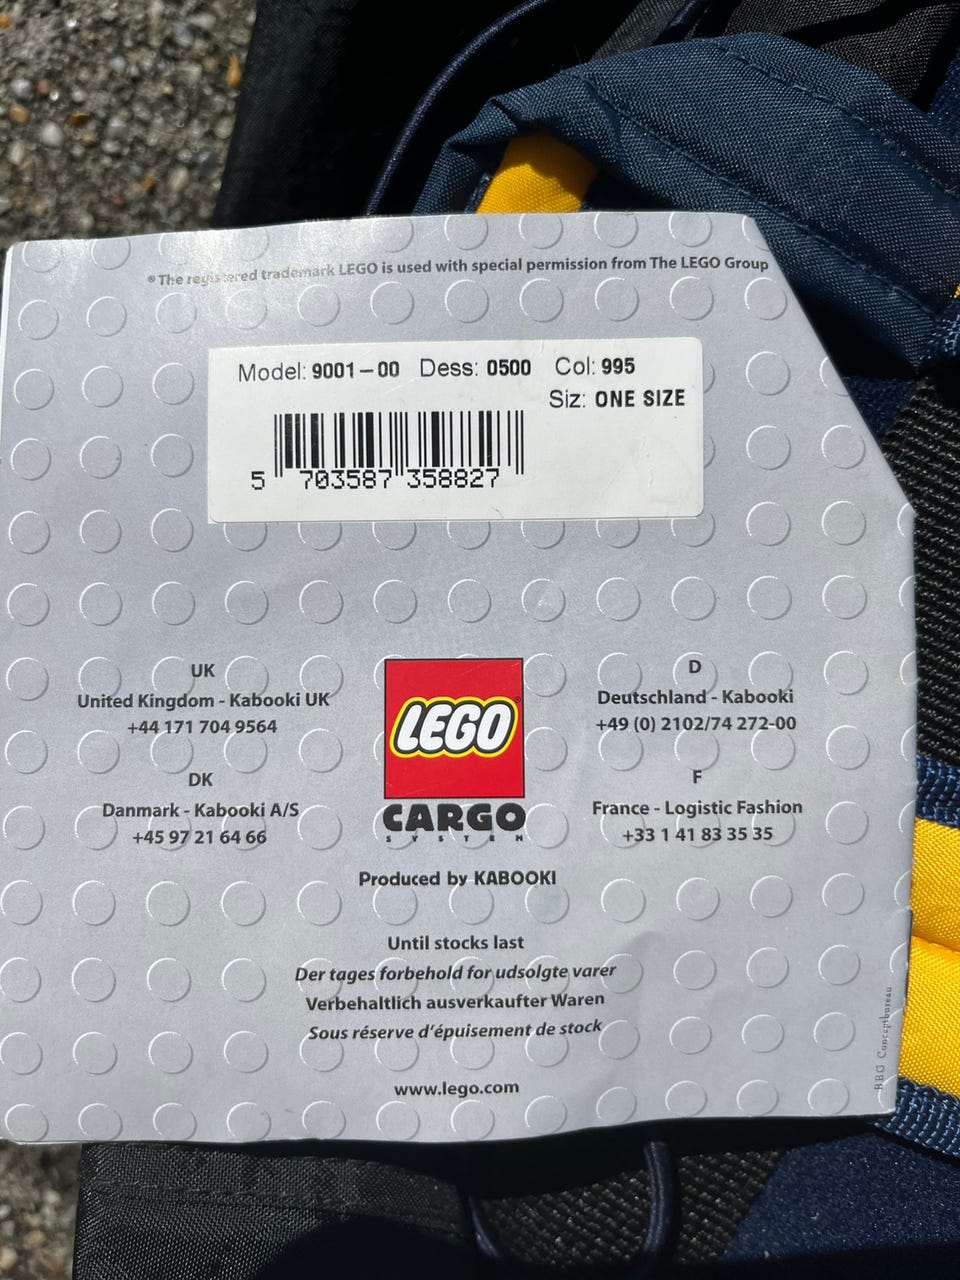 ® The registered trademark LEGO is used with special permission from The LEGO Group
Model: 9001-00 Dess: 0500 Col: 995
Siz: ONE SIZE
5 703587 358827
UK
United Kingdom - Kabooki UK
+44 171 704 9564
DK
Danmark - Kabooki A/S
+45 97 21 64 66
LEGO®
CARGO
SYSTEM
Produced by KABOOKI
D
Deutschland - Kabooki
+49 (0) 2102/74 272-00
F
France - Logistic Fashion
+33 1 41 83 35 35
Until stocks last
Der tages forbehold for udsolgte varer
Verbehaltlich ausverkaufter Waren
Sous réserve d'épuisement de stock
www.lego.com
BBG Conceptbureau